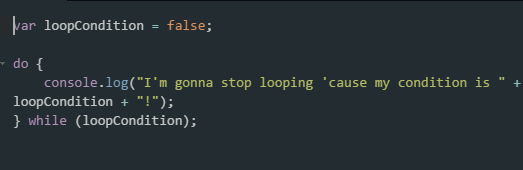 var loopCondition = false;
do {
    console.log("I'm gonna stop looping 'cause my condition is " +
loopCondition + "!");
} while (loopCondition);